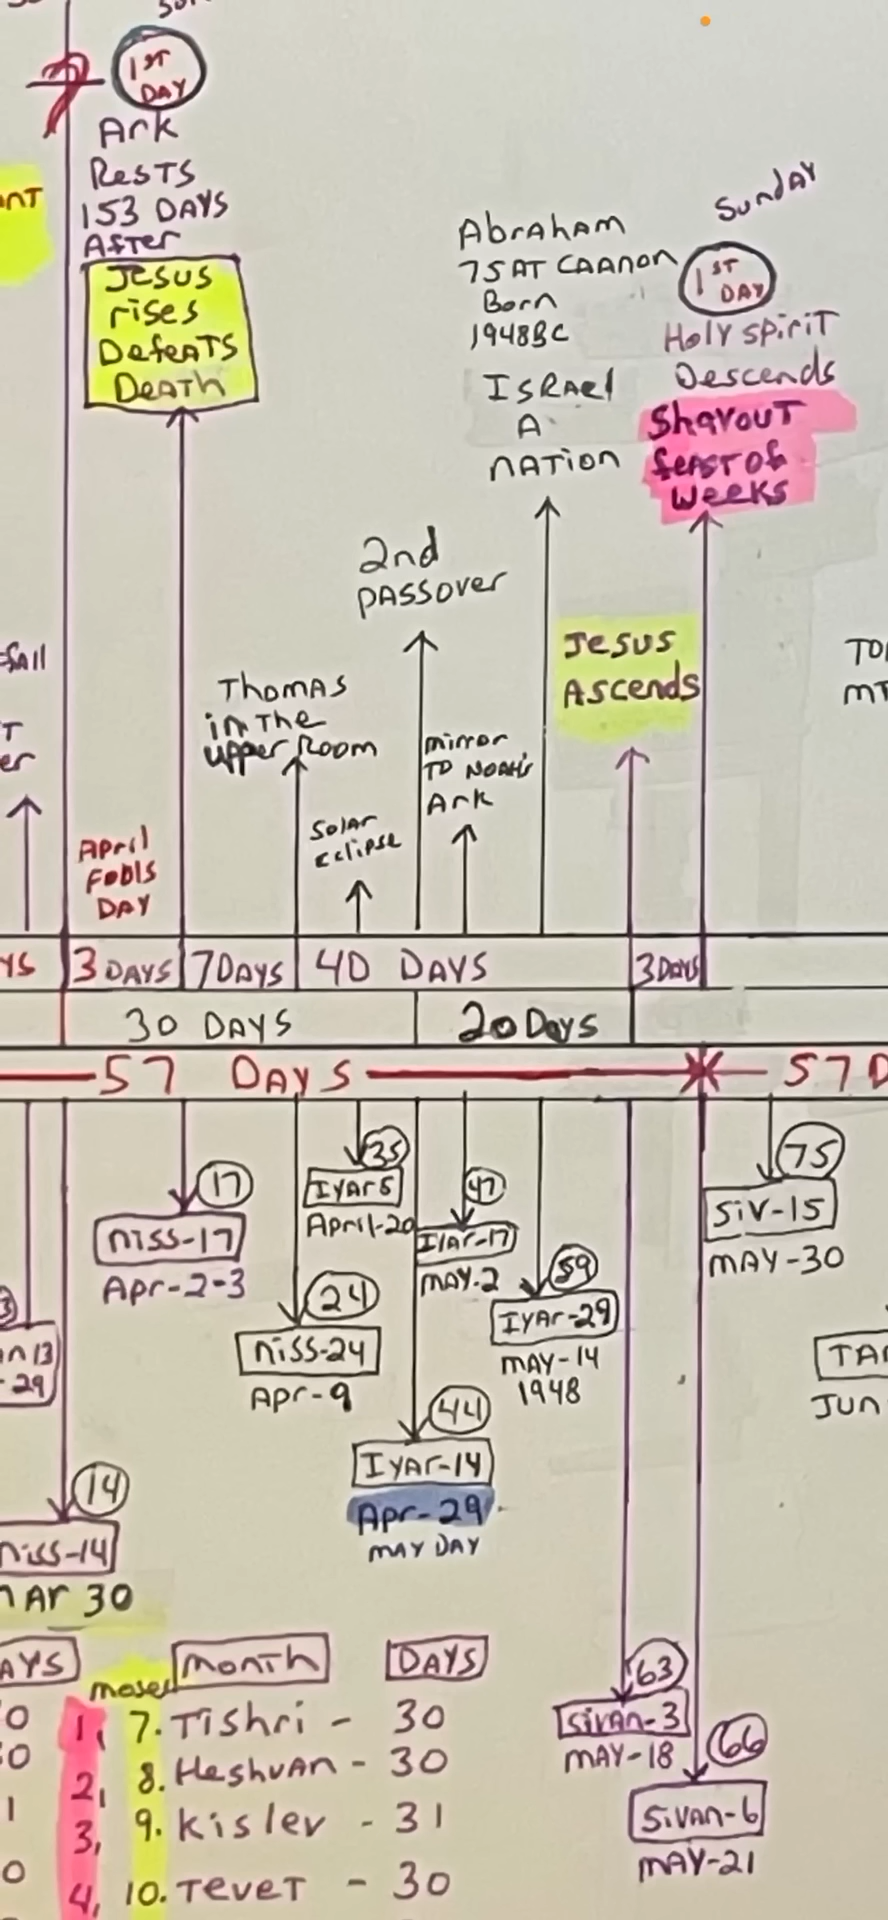 1ST
DAY
Ark
Rests
153 DAYS
After
Jesus
rises
Defeats
Death
Sunday
1ST
DAY
Holy spirit
Descends
Shavout
feast of
weeks
Abraham
75 AT CAANON
Born
1948BC
ISRAEl
A
NATION
2nd
PASSOVER
Jesus
Ascends
Thomas
in The
upper Room
mirror
TO NOAH's
Ark
Solar
Eclipse
April
Fools
DAY
3 DAYS
7 DAYS
40 DAYS
3 DAYS
30 DAYS
20 Days
57 DAYS
57 D
17
NISS-17
Apr-2-3
35
IYAR 5
April-20
47
IYAR-17
MAY-2
75
SIV-15
MAY-30
24
NISS-24
Apr-9
59
IYAR-29
MAY-14
1948
44
IYAR-14
Apr-29
MAY DAY
14
NISS-14
MAR 30
63
SIVAN-3
MAY-18
66
SIVAN-6
MAY-21
MONTH
DAYS
moses
1, 7. Tishri - 30
2, 8. Heshvan - 30
3, 9. Kislev - 31
4, 10. Tevet - 30